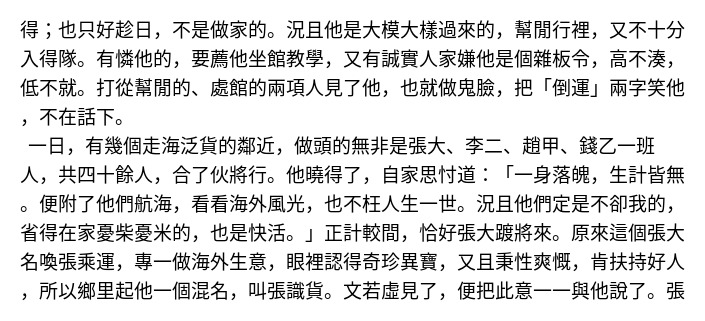 得；也只好趁日，不是做家的。況且他是大模大樣過來的，幫閒行裡，又不十分
入得隊。有憐他的，要薦他坐館教學，又有誠實人家嫌他是個雜板令，高不湊，
低不就。打從幫閒的、處館的兩項人見了他，也就做鬼臉，把「倒運」兩字笑他
，不在話下。
一日，有幾個走海泛貨的鄰近，做頭的無非是張大、李二、趙甲、錢乙一班
人，共四十餘人，合了伙將行。他曉得了，自家思忖道：「一身落魄，生計皆無
。便附了他們航海，看看海外風光，也不枉人生一世。況且他們定是不卻我的，
省得在家憂柴憂米的，也是快活。」正計較間，恰好張大踱將來。原來這個張大
名喚張乘運，專一做海外生意，眼裡認得奇珍異寶，又且秉性爽慨，肯扶持好人
，所以鄉里起他一個混名，叫張識貨。文若虛見了，便把此意一一與他說了。張